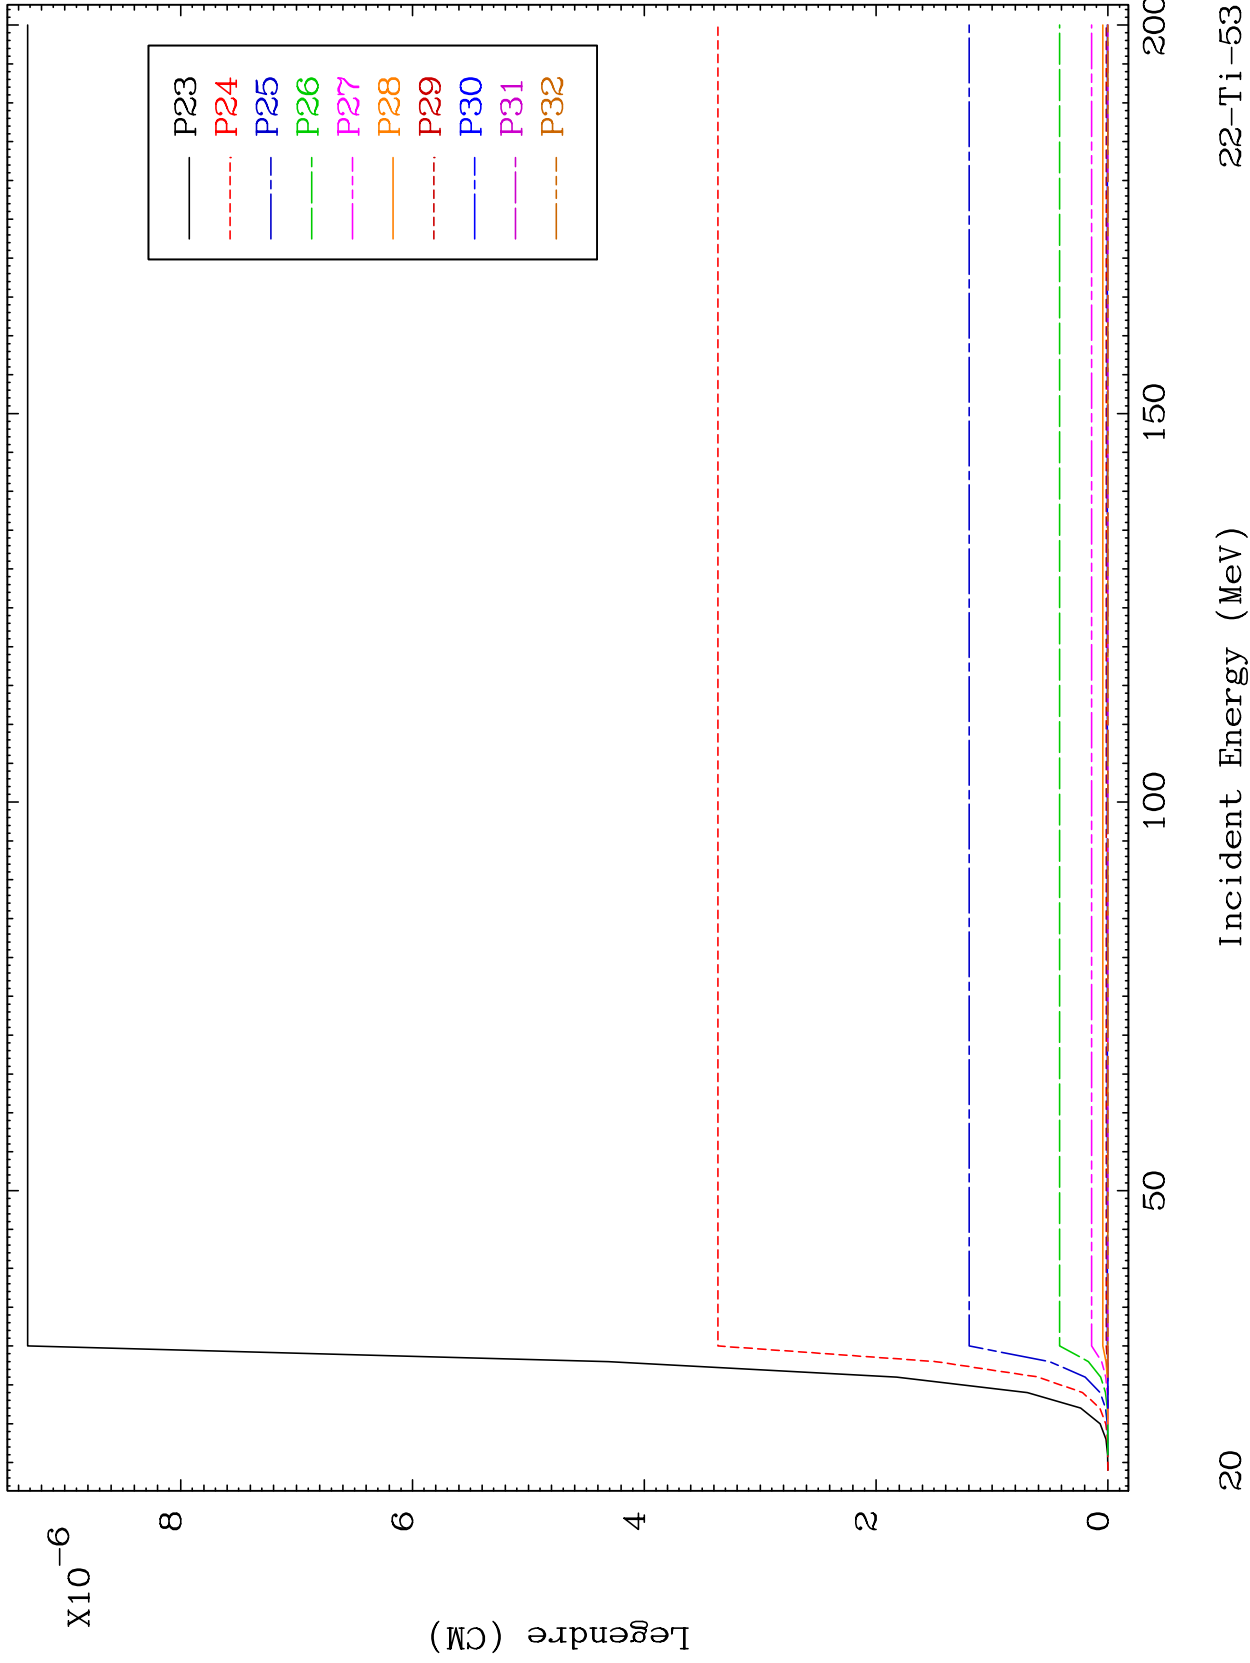 X10
-6
8
6
4
2
0
Legendre (CM)
P23
P24
P25
P26
P27
P28
P29
P30
P31
P32
50
100
150
200
Incident Energy (MeV)
20
22-Ti-53